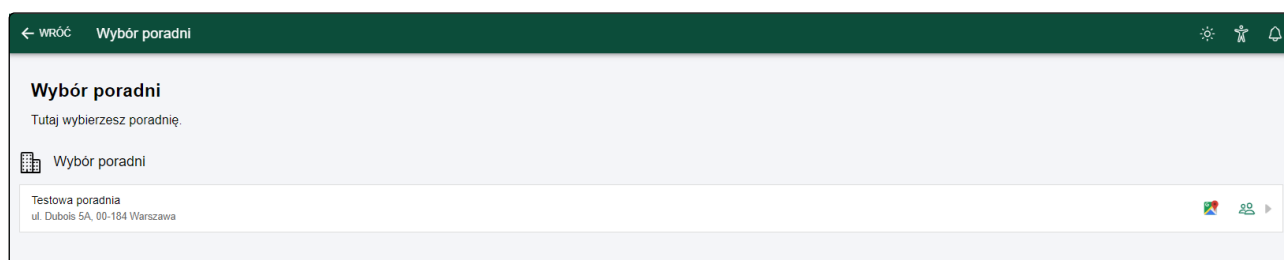 ← WRÓĆ Wybór poradni
Wybór poradni
Tutaj wybierzesz poradnię.
Wybór poradni
Testowa poradnia
ul. Dubois 5A, 00-184 Warszawa